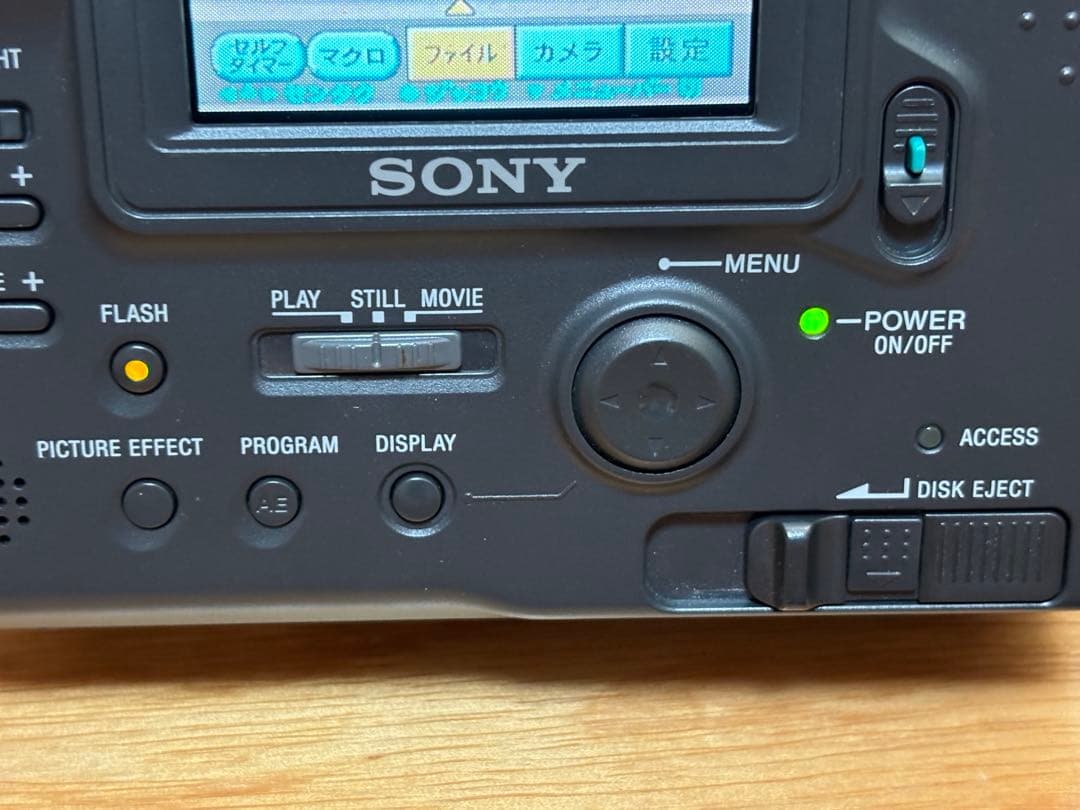 セルフ
タイマー
マクロ
ファイル
カメラ
設定
HT
SONY
+
MENU
E +
PLAY STILL MOVIE
FLASH
POWER
ON/OFF
ACCESS
PICTURE EFFECT
PROGRAM
DISPLAY
AE
DISK EJECT